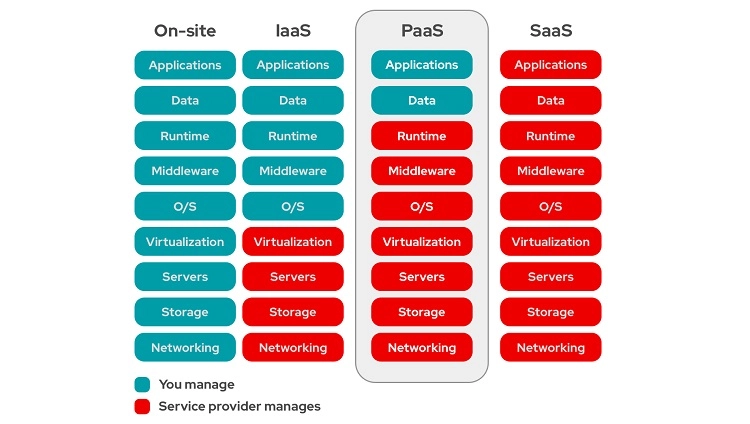 On-site IaaS PaaS SaaS
Applications Applications Applications Applications
Data Data Data Data
Runtime Runtime Runtime Runtime
Middleware Middleware Middleware Middleware
O/S O/S O/S O/S
Virtualization Virtualization Virtualization Virtualization
Servers Servers Servers Servers
Storage Storage Storage Storage
Networking Networking Networking Networking
You manage
Service provider manages